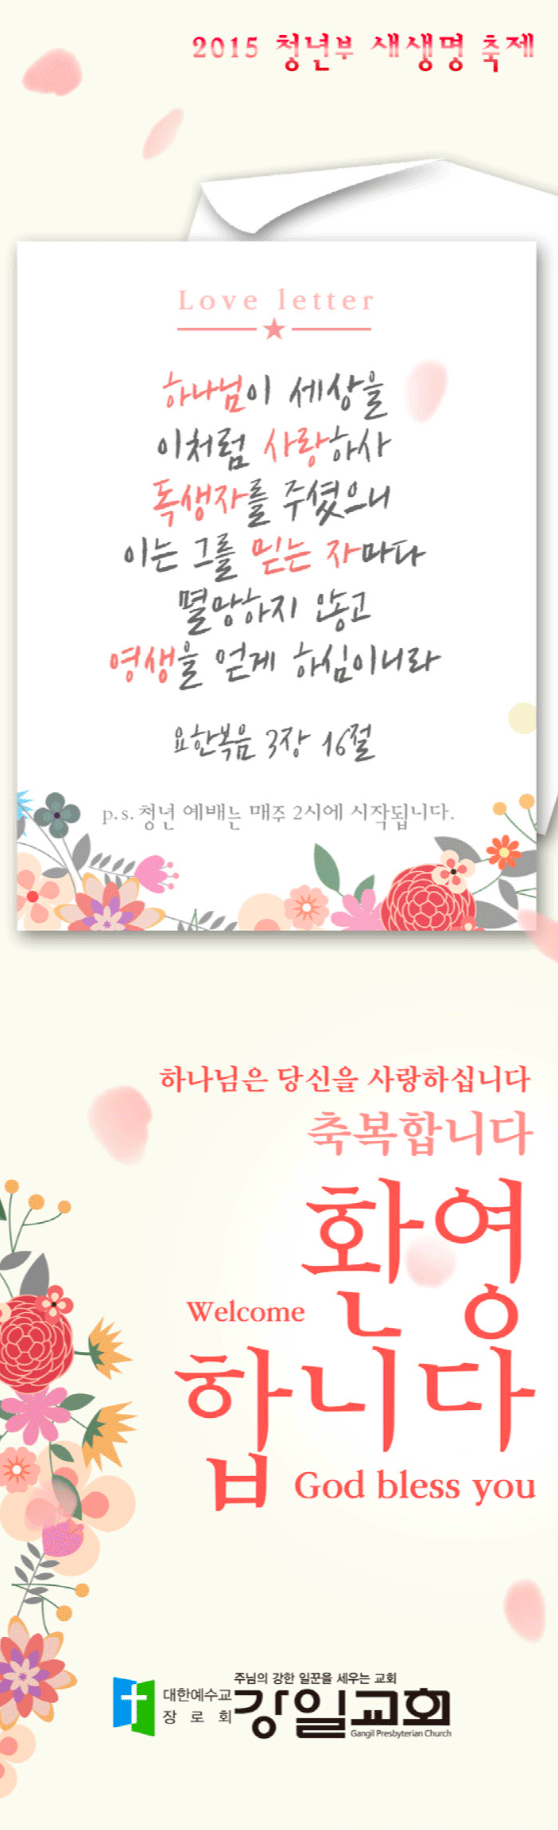 2015 청년부 새생명 축제
Love letter
하나님이 세상을
이처럼 사랑하사
독생자를 주셨으니
이는 그를 믿는 자마다
멸망하지 않고
영생을 얻게 하심이니라
요한복음 3장 16절
p.s. 청년 예배는 매주 2시에 시작됩니다.
하나님은 당신을 사랑하십니다
축복합니다
환영
Welcome
합니다
God bless you
주님의 강한 일꾼을 세우는 교회
대한예수교
장로회
강일교회
Gangil Presbyterian Church